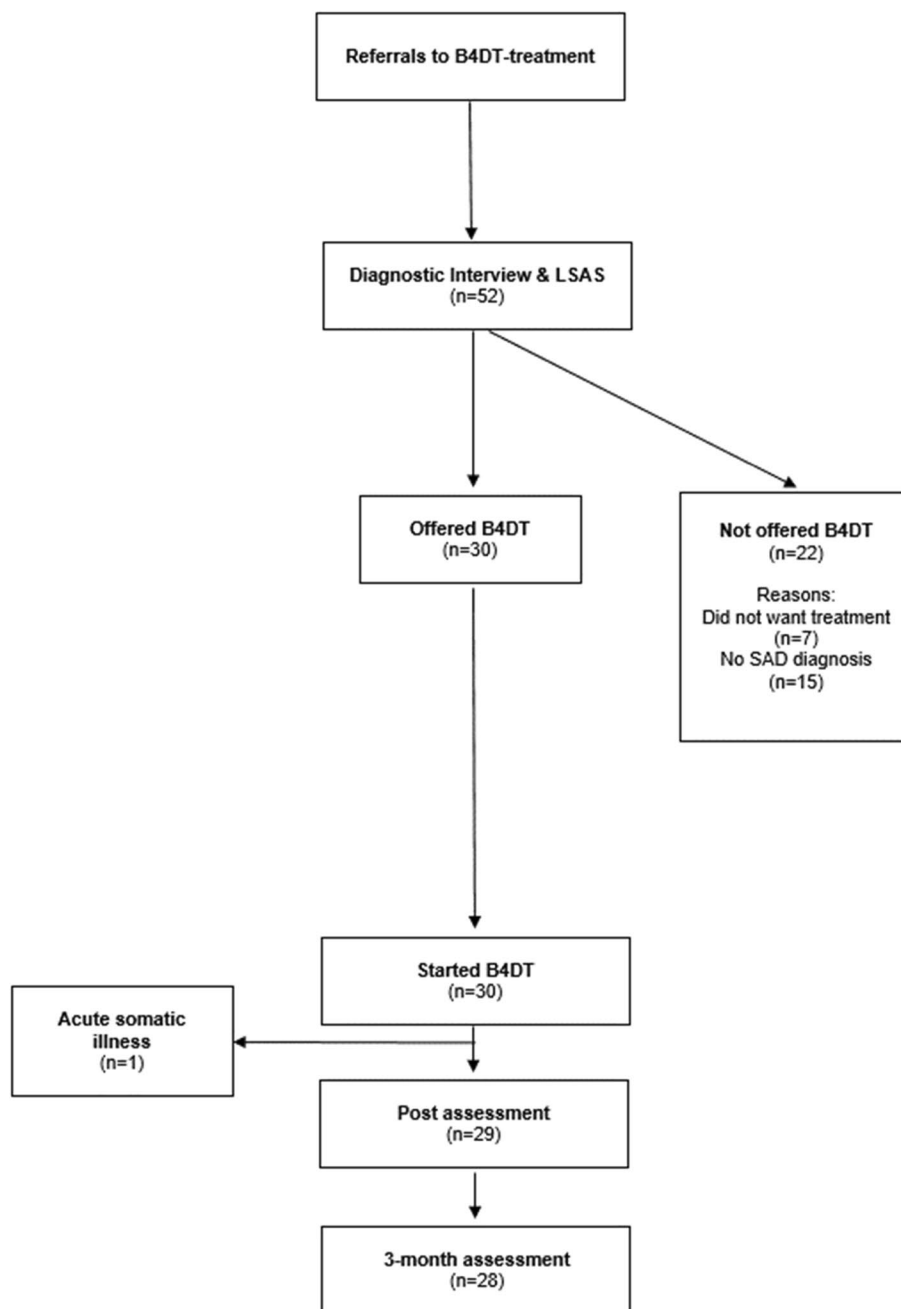 Referrals to B4DT-treatment
Diagnostic Interview & LSAS
(n=52)
Offered B4DT
(n=30)
Not offered B4DT
(n=22)
Reasons:
Did not want treatment
(n=7)
No SAD diagnosis
(n=15)
Started B4DT
(n=30)
Acute somatic
illness
(n=1)
Post assessment
(n=29)
3-month assessment
(n=28)